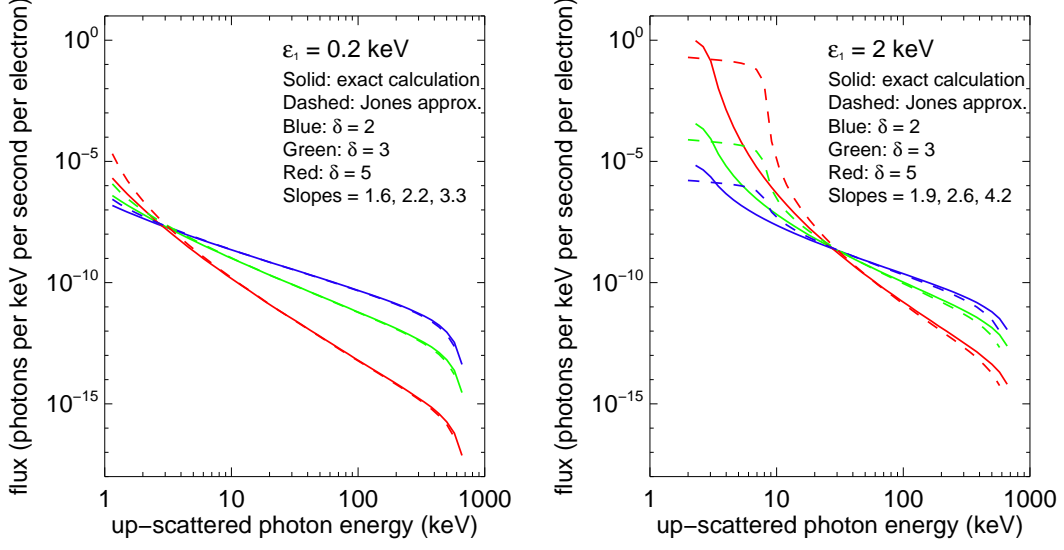 flux (photons per keV per second per electron)
10⁰
10⁻⁵
10⁻¹⁰
10⁻¹⁵
ε₁ = 0.2 keV
Solid: exact calculation
Dashed: Jones approx.
Blue: δ = 2
Green: δ = 3
Red: δ = 5
Slopes = 1.6, 2.2, 3.3
1 10 100 1000
up−scattered photon energy (keV)
flux (photons per keV per second per electron)
10⁰
10⁻⁵
10⁻¹⁰
10⁻¹⁵
ε₁ = 2 keV
Solid: exact calculation
Dashed: Jones approx.
Blue: δ = 2
Green: δ = 3
Red: δ = 5
Slopes = 1.9, 2.6, 4.2
1 10 100 1000
up−scattered photon energy (keV)